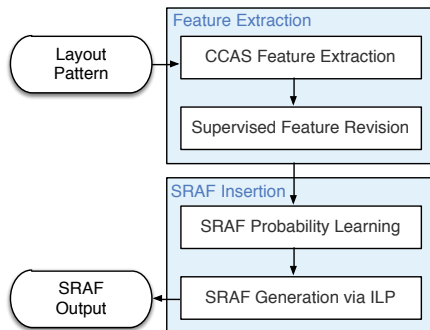 Feature Extraction
Layout
Pattern
CCAS Feature Extraction
Supervised Feature Revision
SRAF Insertion
SRAF Probability Learning
SRAF Generation via ILP
SRAF
Output